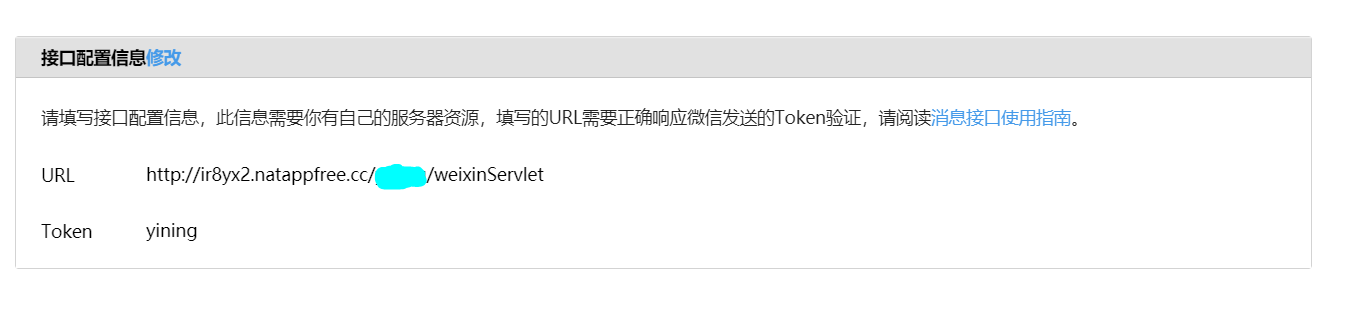 接口配置信息修改
请填写接口配置信息，此信息需要你有自己的服务器资源，填写的URL需要正确响应微信发送的Token验证，请阅读消息接口使用指南。
URL http://ir8yx2.natappfree.cc/ /weixinServlet
Token yining